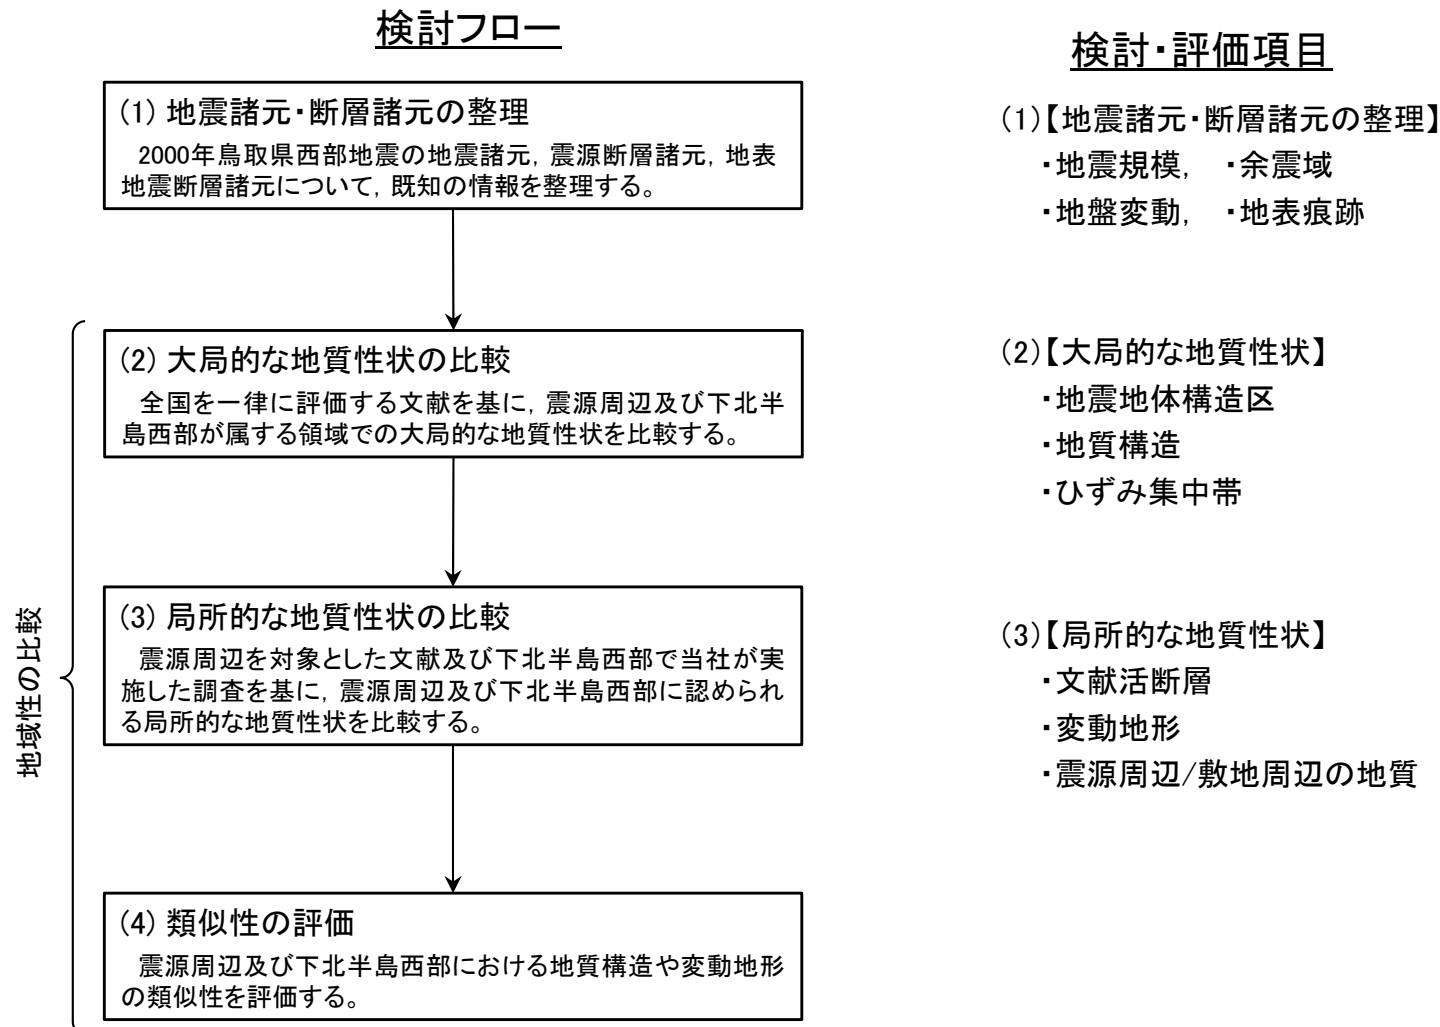 検討フロー
(1) 地震諸元・断層諸元の整理
2000年鳥取県西部地震の地震諸元，震源断層諸元，地表
地震断層諸元について，既知の情報を整理する。
地域性の比較
(2) 大局的な地質性状の比較
全国を一律に評価する文献を基に，震源周辺及び下北半
島西部が属する領域での大局的な地質性状を比較する。
(3) 局所的な地質性状の比較
震源周辺を対象とした文献及び下北半島西部で当社が実
施した調査を基に，震源周辺及び下北半島西部に認められ
る局所的な地質性状を比較する。
(4) 類似性の評価
震源周辺及び下北半島西部における地質構造や変動地形
の類似性を評価する。
検討・評価項目
(1)【地震諸元・断層諸元の整理】
・地震規模， ・余震域
・地盤変動， ・地表痕跡
(2)【大局的な地質性状】
・地震地体構造区
・地質構造
・ひずみ集中帯
(3)【局所的な地質性状】
・文献活断層
・変動地形
・震源周辺/敷地周辺の地質